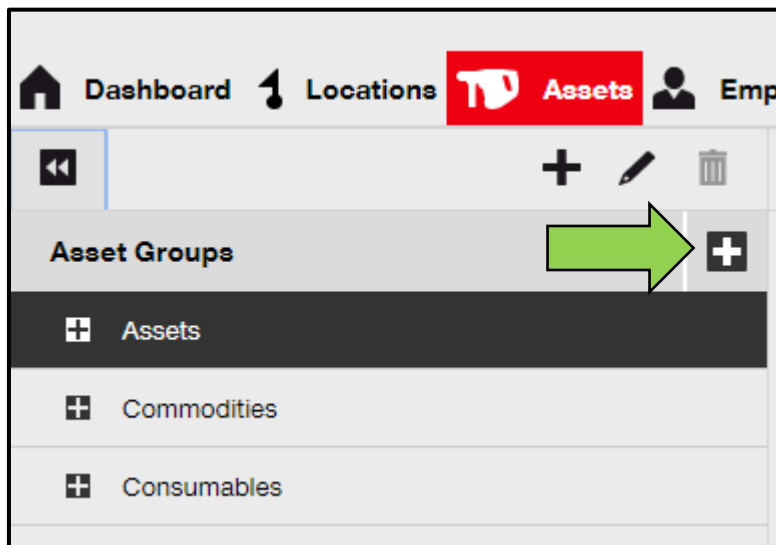 Dashboard Locations Assets Emp
Asset Groups
Assets
Commodities
Consumables